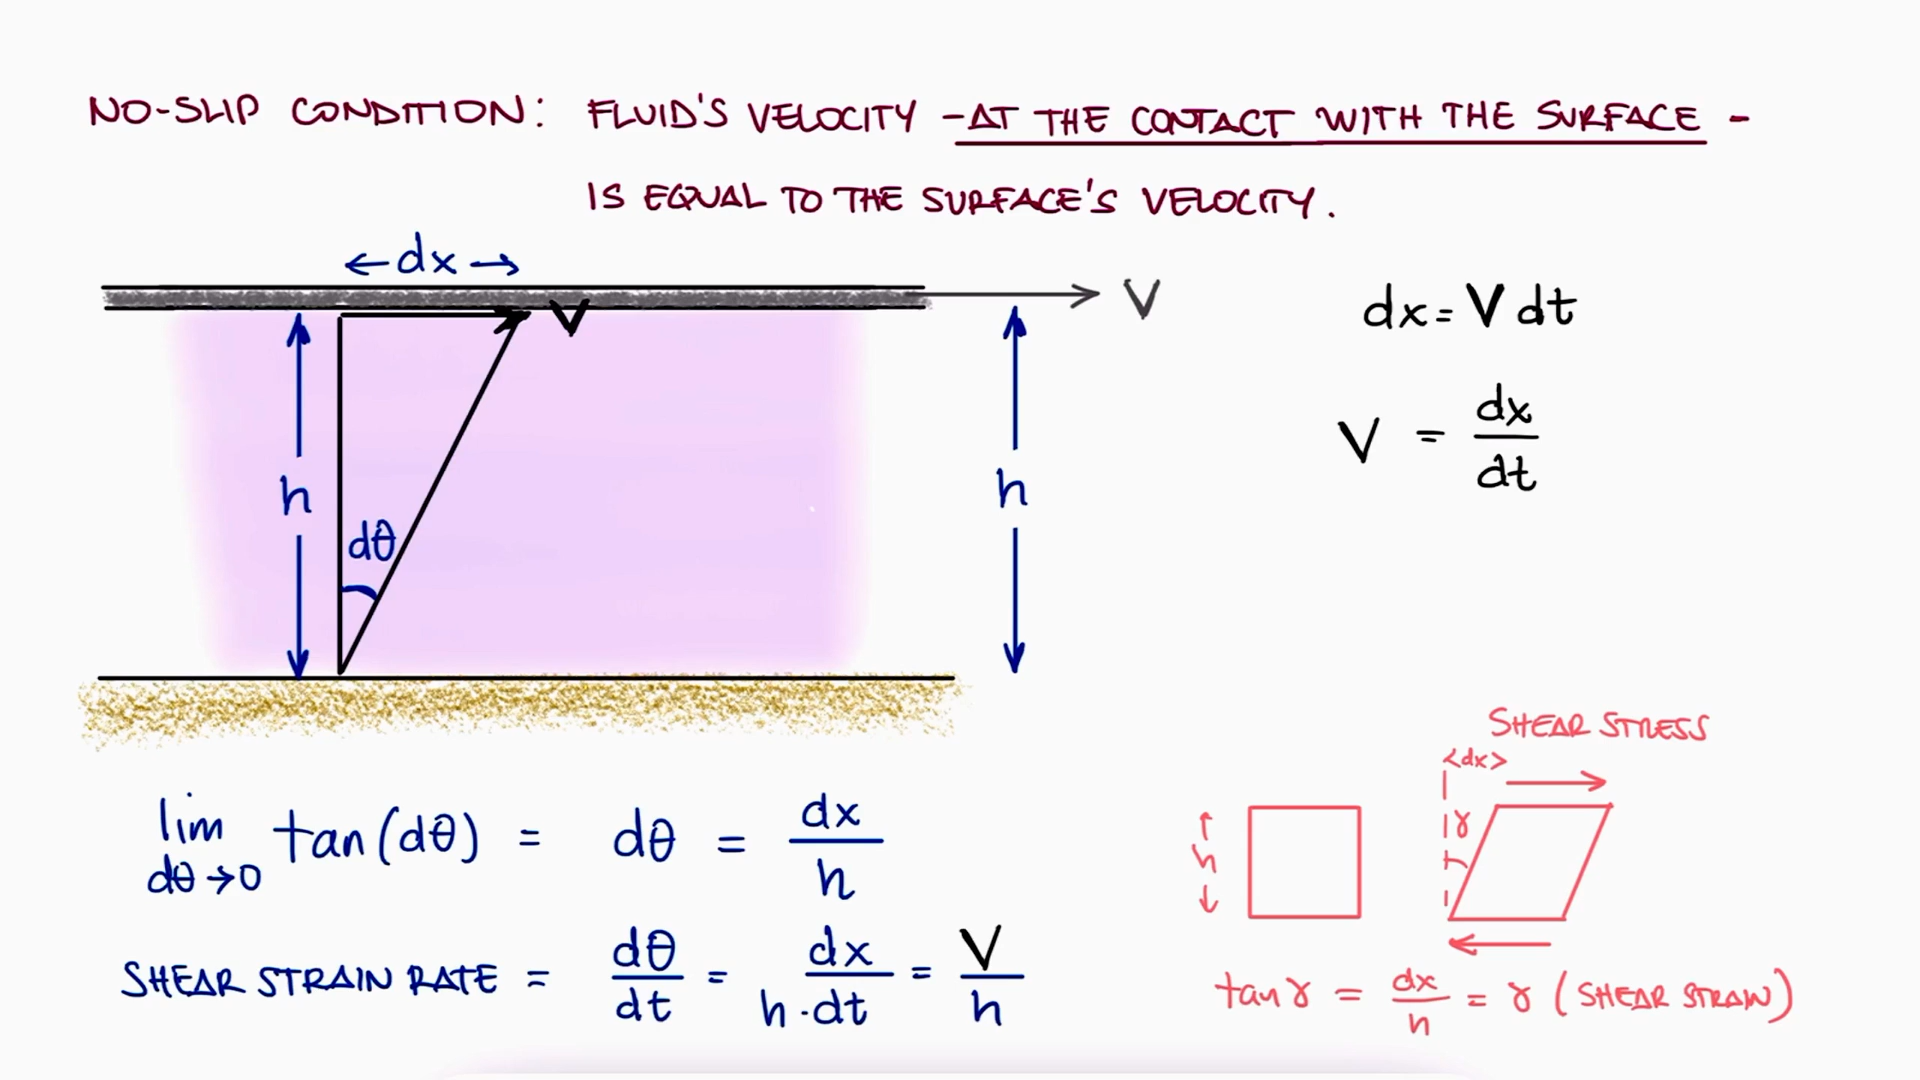 NO-SLIP CONDITION: FLUID'S VELOCITY -AT THE CONTACT WITH THE SURFACE -
IS EQUAL TO THE SURFACE'S VELOCITY.
←dx→
V
V
h
dθ
h
dx = V dt
V = dx/dt
lim dθ→0 tan(dθ) = dθ = dx/h
SHEAR STRAIN RATE = dθ/dt = dx/h·dt = V/h
SHEAR STRESS
<dx>
h
γ
tan γ = dx/h = γ (SHEAR STRAIN)